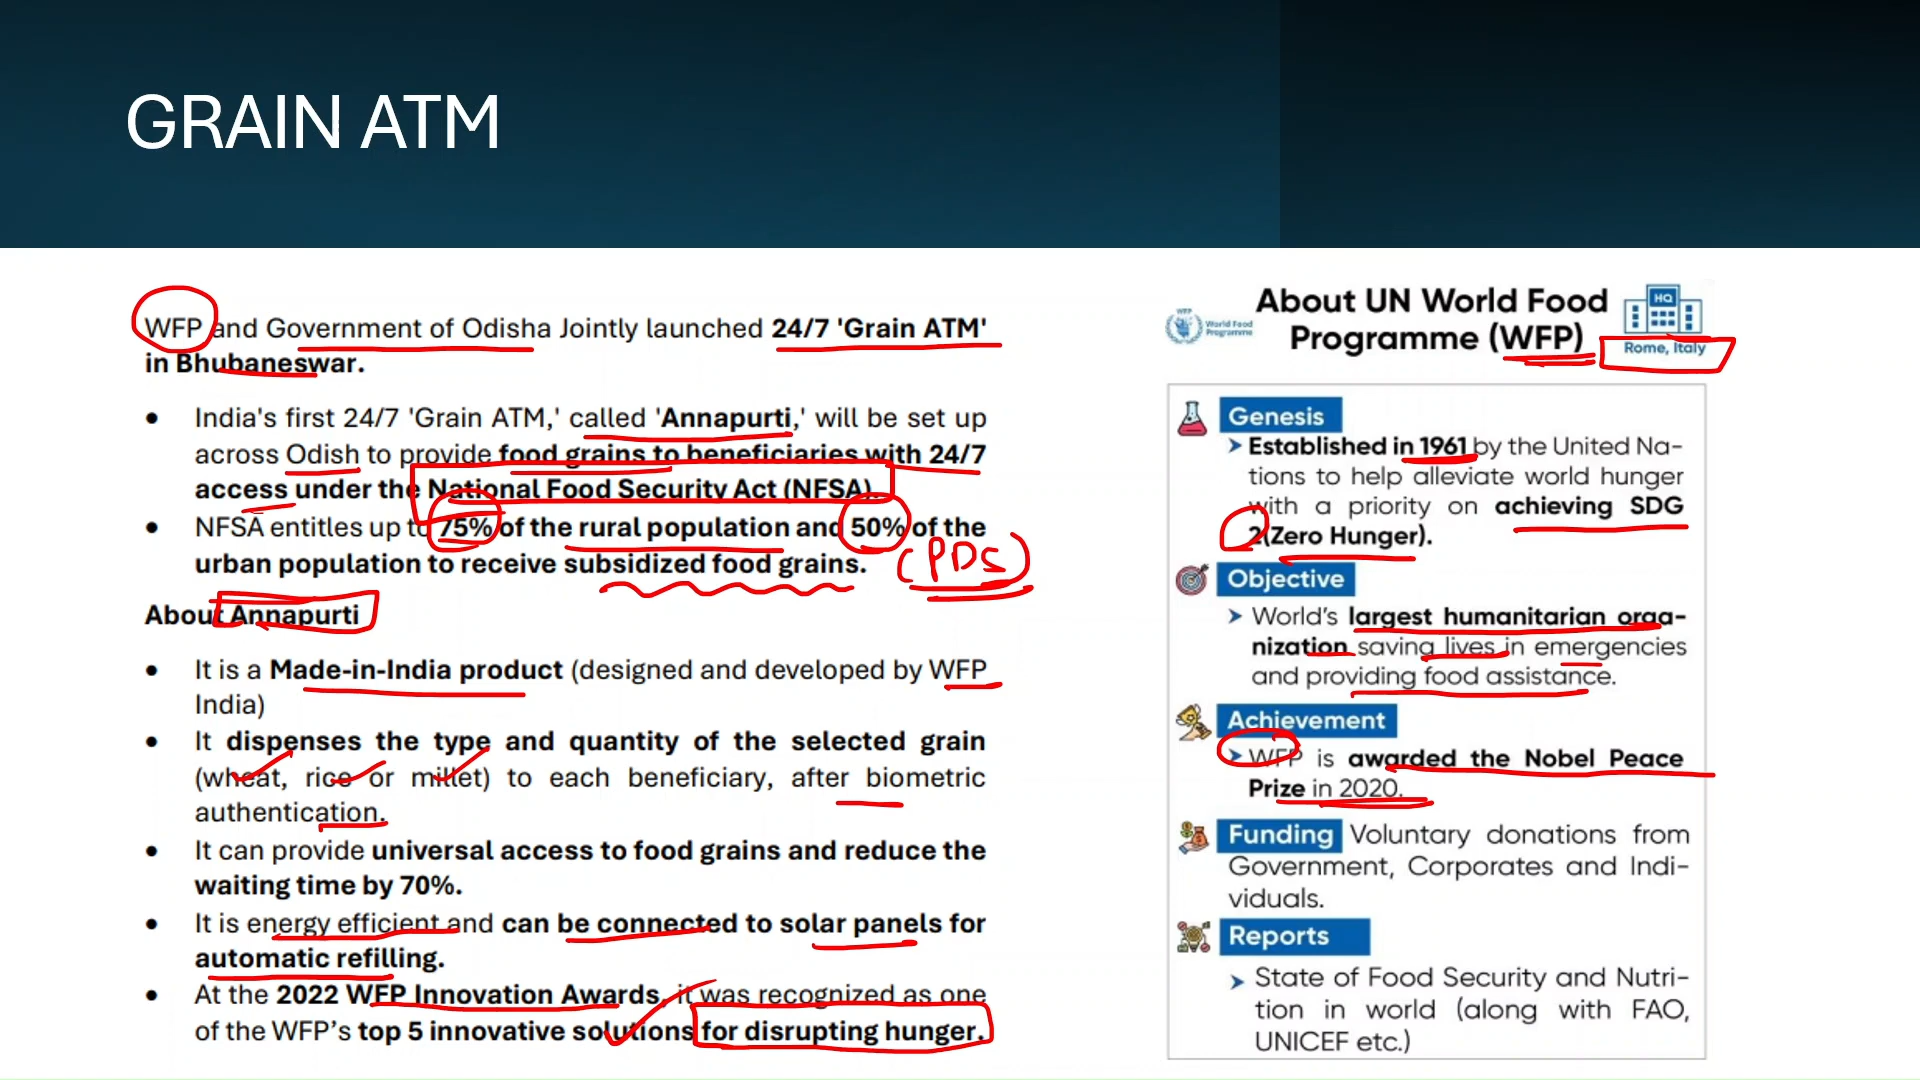 GRAIN ATM
WFP and Government of Odisha Jointly launched 24/7 'Grain ATM'
in Bhubaneswar.
• India's first 24/7 'Grain ATM,' called 'Annapurti,' will be set up
across Odish to provide food grains to beneficiaries with 24/7
access under the National Food Security Act (NFSA).
• NFSA entitles up to 75% of the rural population and 50% of the
urban population to receive subsidized food grains.
(PDS)
About Annapurti
• It is a Made-in-India product (designed and developed by WFP
India)
• It dispenses the type and quantity of the selected grain
(wheat, rice or millet) to each beneficiary, after biometric
authentication.
• It can provide universal access to food grains and reduce the
waiting time by 70%.
• It is energy efficient and can be connected to solar panels for
automatic refilling.
• At the 2022 WFP Innovation Awards, it was recognized as one
of the WFP's top 5 innovative solutions for disrupting hunger.
WFP
World Food
Programme
About UN World Food
Programme (WFP)
HQ
Rome, Italy
Genesis
➤ Established in 1961 by the United Na-
tions to help alleviate world hunger
with a priority on achieving SDG
2(Zero Hunger).
Objective
➤ World's largest humanitarian orga-
nization saving lives in emergencies
and providing food assistance.
Achievement
➤ WFP is awarded the Nobel Peace
Prize in 2020.
Funding Voluntary donations from
Government, Corporates and Indi-
viduals.
Reports
➤ State of Food Security and Nutri-
tion in world (along with FAO,
UNICEF etc.)